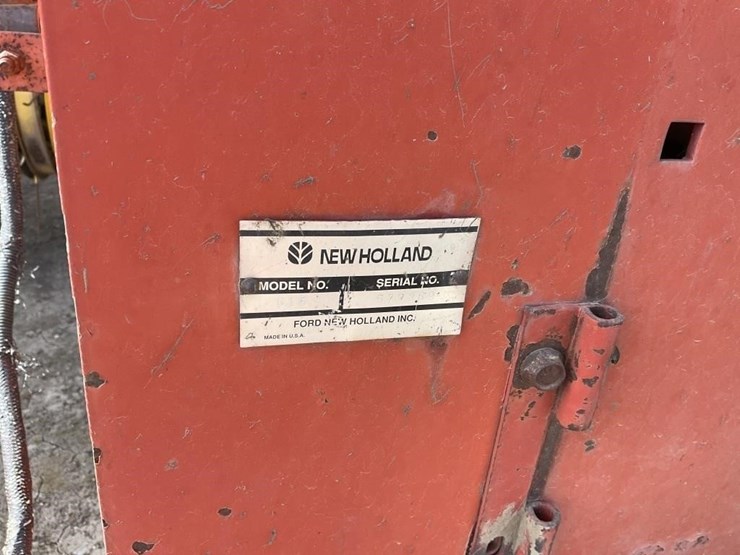 NEW HOLLAND
MODEL NO. SERIAL NO.
FORD NEW HOLLAND INC.
MADE IN U.S.A.